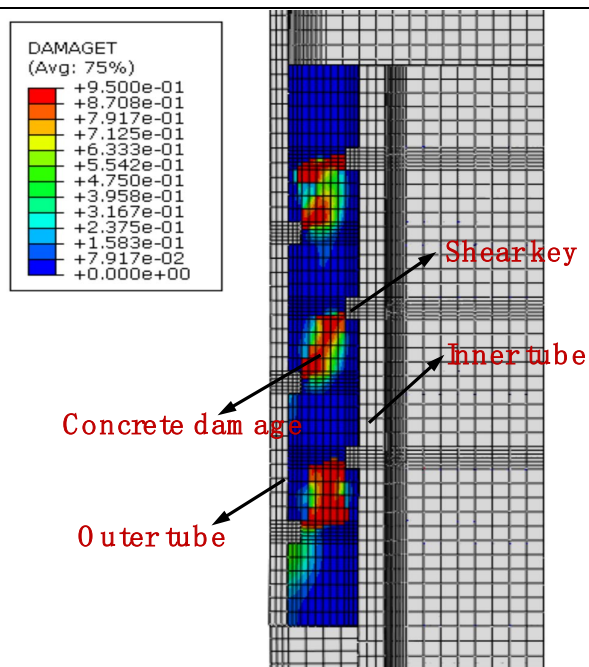 DAMAGET
(Avg: 75%)
+9.500e-01
+8.708e-01
+7.917e-01
+7.125e-01
+6.333e-01
+5.542e-01
+4.750e-01
+3.958e-01
+3.167e-01
+2.375e-01
+1.583e-01
+7.917e-02
+0.000e+00
Shear key
Inner tube
Concrete damage
Outer tube